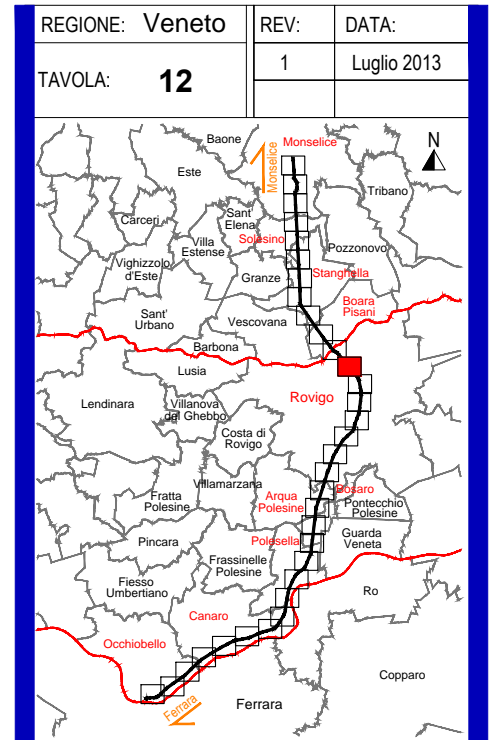 REGIONE: Veneto
REV:
DATA:
TAVOLA: 12
1
Luglio 2013
Baone
Monselice
N
Monselice
Este
Tribano
Carceri
Sant'
Elena
Solesino
Villa
Estense
Pozzonovo
Vighizzolo
d'Este
Granze
Stanghella
Boara
Pisani
Sant'
Urbano
Vescovana
Barbona
Lusia
Lendinara
Villanova
del Ghebbo
Rovigo
Costa di
Rovigo
Villamarzana
Fratta
Polesine
Arqua
Polesine
Bosaro
Pontecchio
Polesine
Pincara
Polesella
Guarda
Veneta
Frassinelle
Polesine
Fiesso
Umbertiano
Ro
Canaro
Occhiobello
Copparo
Ferrara
Ferrara